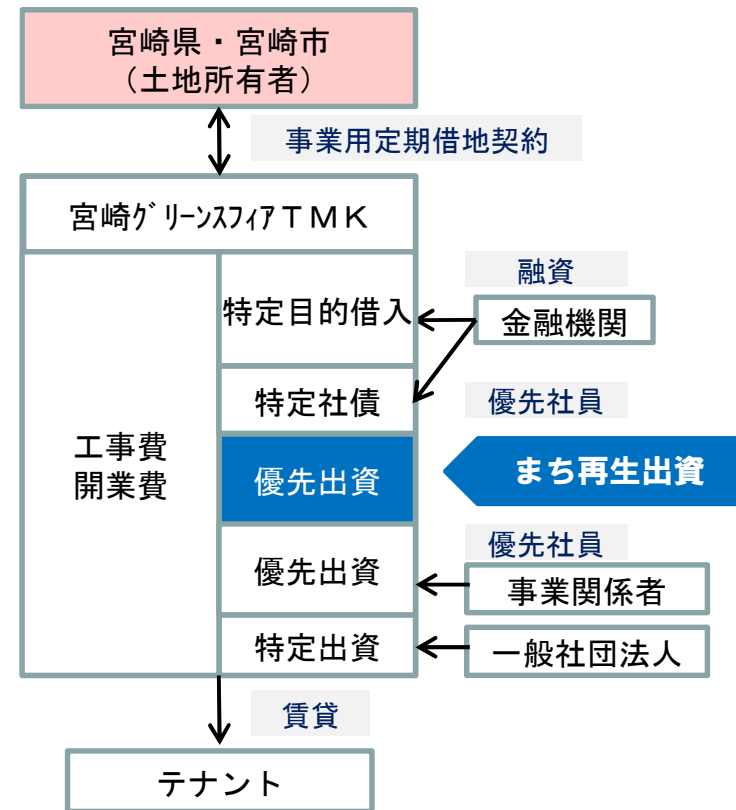 宮崎県・宮崎市
（土地所有者）
事業用定期借地契約
宮崎ｸﾞﾘｰﾝｽﾌｨｱＴＭＫ
融資
特定目的借入
金融機関
特定社債
優先社員
工事費
開業費
優先出資
まち再生出資
優先社員
優先出資
事業関係者
特定出資
一般社団法人
賃貸
テナント